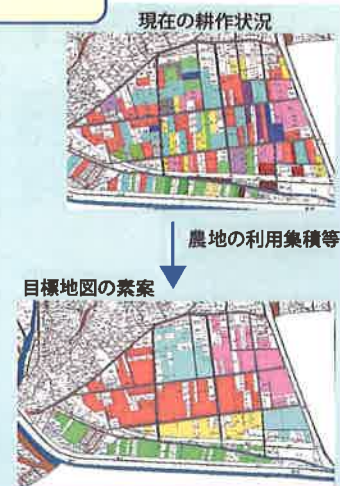 現在の耕作状況
農地の利用集積等
目標地図の素案